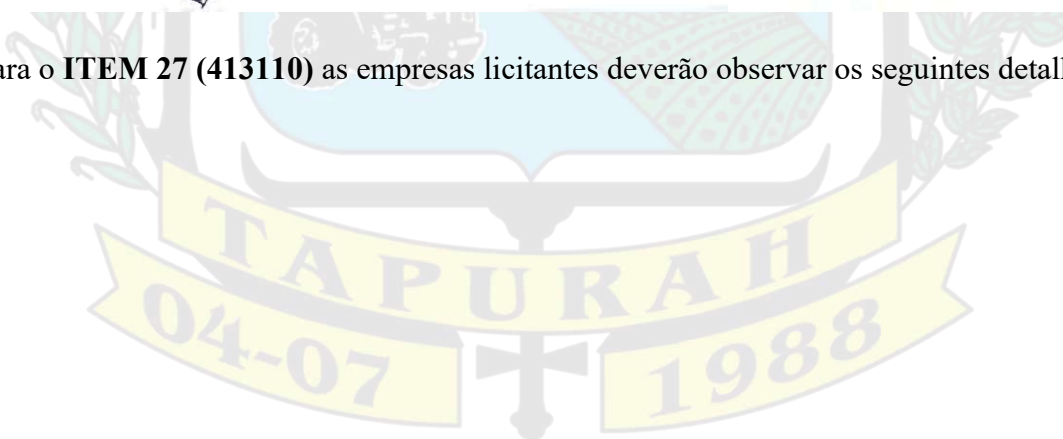 ara o ITEM 27 (413110) as empresas licitantes deverão observar os seguintes detal
TAPURAH
04-07 1988